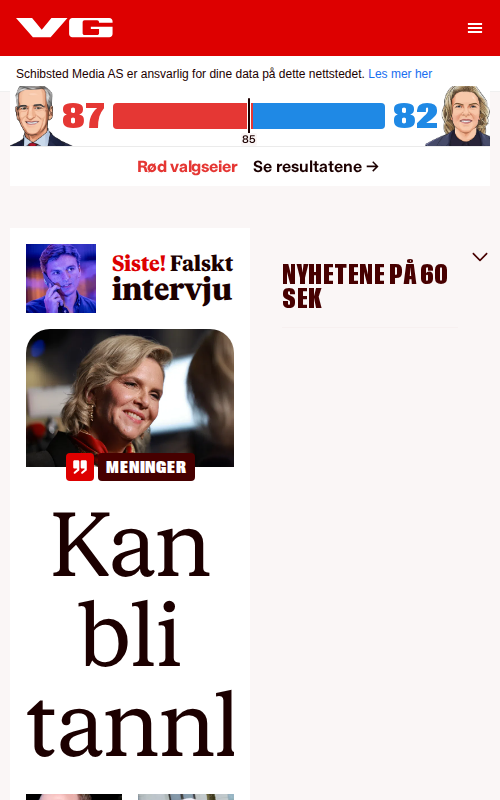 VG
Schibsted Media AS er ansvarlig for dine data på dette nettstedet. Les mer her
87
82
85
Rød valgseier Se resultatene →
Siste! Falskt
intervju
NYHETENE PÅ 60
SEK
MENINGER
Kan
bli